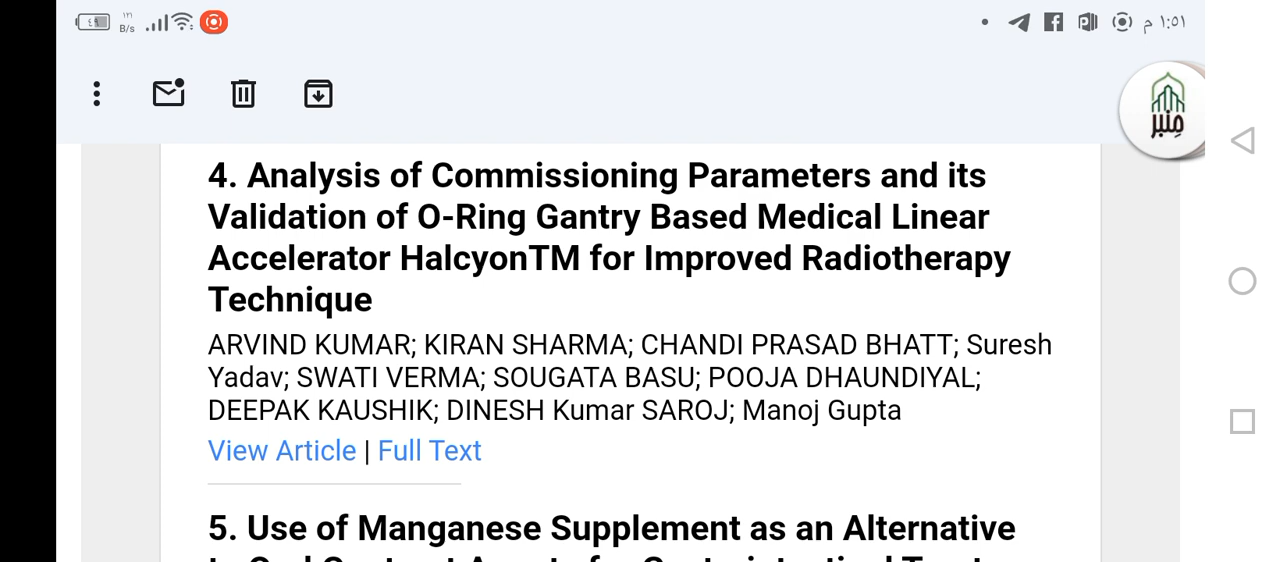 ١٣١ B/s
م ١:٥١
منبر
4. Analysis of Commissioning Parameters and its
Validation of O-Ring Gantry Based Medical Linear
Accelerator HalcyonTM for Improved Radiotherapy
Technique
ARVIND KUMAR; KIRAN SHARMA; CHANDI PRASAD BHATT; Suresh
Yadav; SWATI VERMA; SOUGATA BASU; POOJA DHAUNDIYAL;
DEEPAK KAUSHIK; DINESH Kumar SAROJ; Manoj Gupta
View Article | Full Text
5. Use of Manganese Supplement as an Alternative